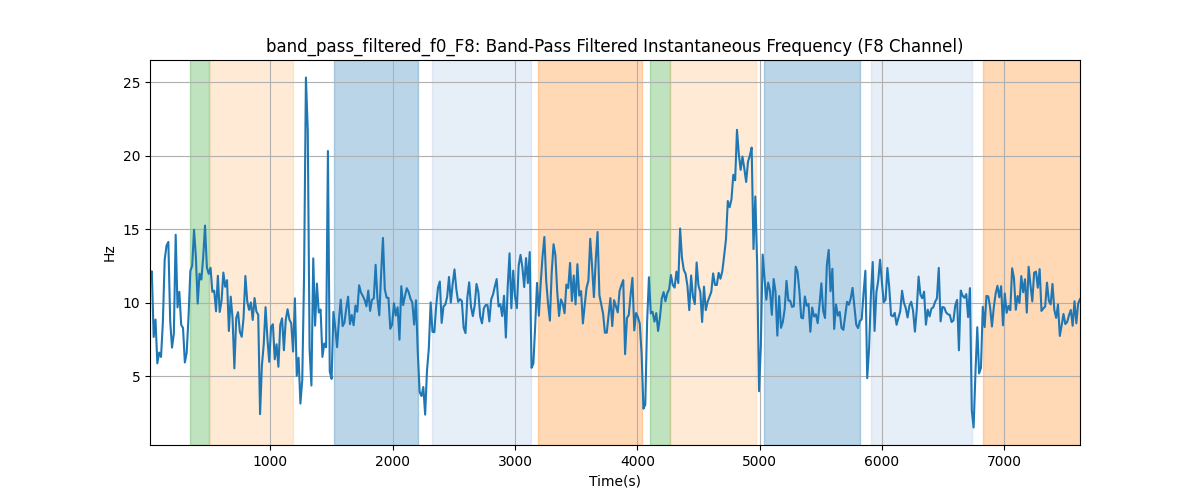 band_pass_filtered_f0_F8: Band-Pass Filtered Instantaneous Frequency (F8 Channel)
25
20
15
10
5
Hz
1000 2000 3000 4000 5000 6000 7000
Time(s)